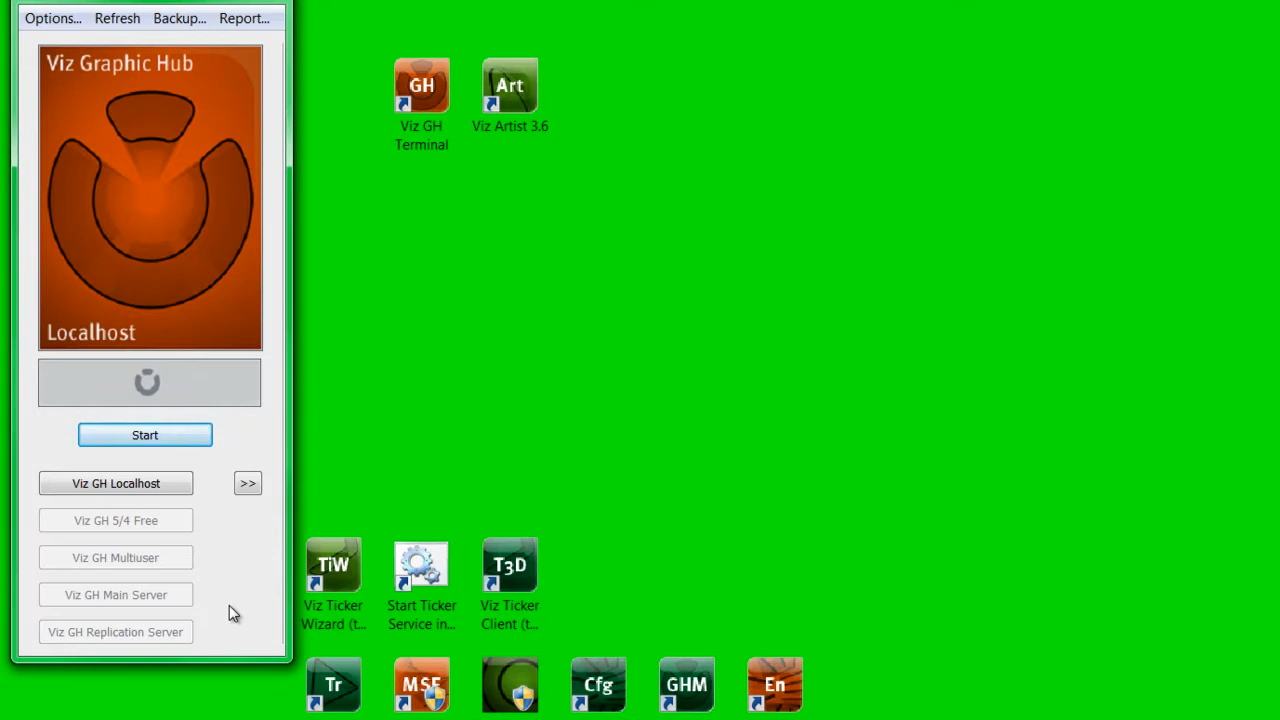 Options... Refresh Backup... Report...
Viz Graphic Hub
Localhost
Start
Viz GH Localhost >>
Viz GH 5/4 Free
Viz GH Multiuser
Viz GH Main Server
Viz GH Replication Server
GH Art
Viz GH Viz Artist 3.6
Terminal
TiW T3D
Viz Ticker Start Ticker Viz Ticker
Wizard (t... Service in... Client (t...
Tr MSE Cfg GHM En